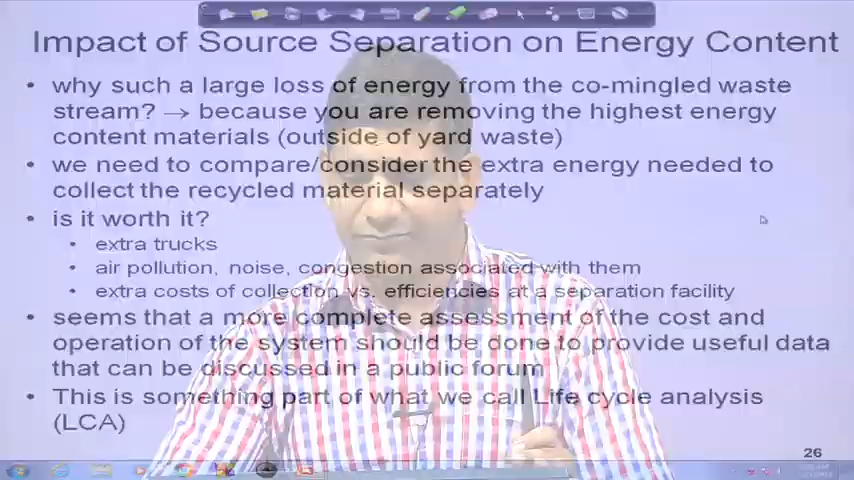 Impact of Source Separation on Energy Content
• why such a large loss of energy from the co-mingled waste
stream? → because you are removing the highest energy
content materials (outside of yard waste)
• we need to compare/consider the extra energy needed to
collect the recycled material separately
• is it worth it?
• extra trucks
• air pollution, noise, congestion associated with them
• extra costs of collection vs. efficiencies at a separation facility
• seems that a more complete assessment of the cost and
operation of the system should be done to provide useful data
that can be discussed in a public forum
• This is something part of what we call Life cycle analysis
(LCA)
26